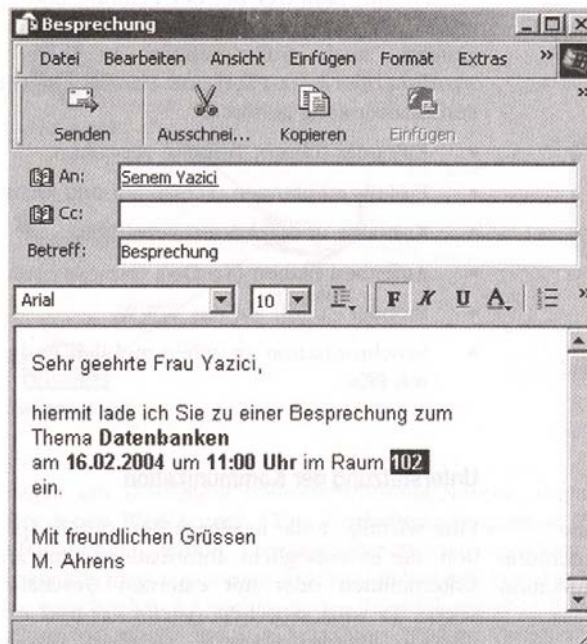 Besprechung
Datei Bearbeiten Ansicht Einfügen Format Extras »
Senden Ausschnei... Kopieren Einfügen »
An: Senem Yazici
Cc:
Betreff: Besprechung
Arial 10 F K U A »
Sehr geehrte Frau Yazici,
hiermit lade ich Sie zu einer Besprechung zum
Thema Datenbanken
am 16.02.2004 um 11:00 Uhr im Raum 102
ein.
Mit freundlichen Grüssen
M. Ahrens